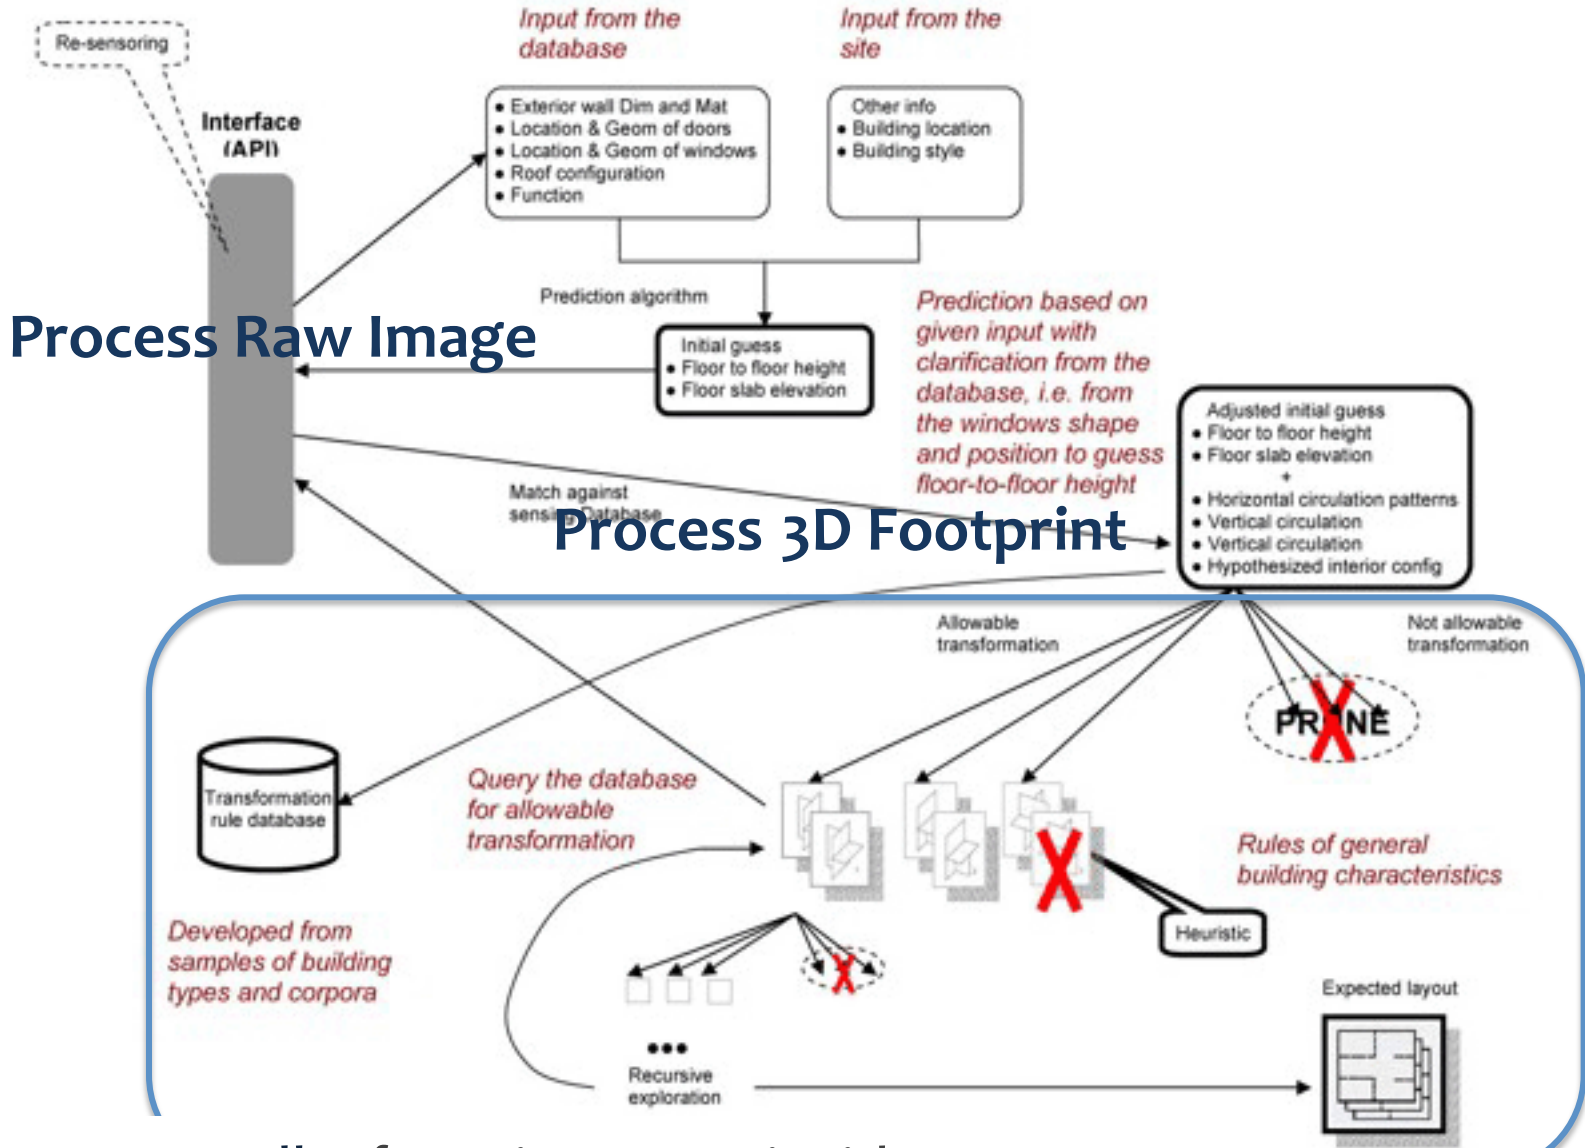 Re-sensoring
Interface
(API)
Input from the
database
Input from the
site
● Exterior wall Dim and Mat
● Location & Geom of doors
● Location & Geom of windows
● Roof configuration
● Function
Other info
● Building location
● Building style
Prediction algorithm
Process Raw Image
Initial guess
● Floor to floor height
● Floor slab elevation
Prediction based on
given input with
clarification from the
database, i.e. from
the windows shape
and position to guess
floor-to-floor height
Adjusted initial guess
● Floor to floor height
● Floor slab elevation
+
● Horizontal circulation patterns
● Vertical circulation
● Vertical circulation
● Hypothesized interior config
Match against
sensing Database
Process 3D Footprint
Allowable
transformation
Not allowable
transformation
PRUNE
Transformation
rule database
Query the database
for allowable
transformation
Rules of general
building characteristics
Heuristic
Developed from
samples of building
types and corpora
Expected layout
●●●
Recursive
exploration